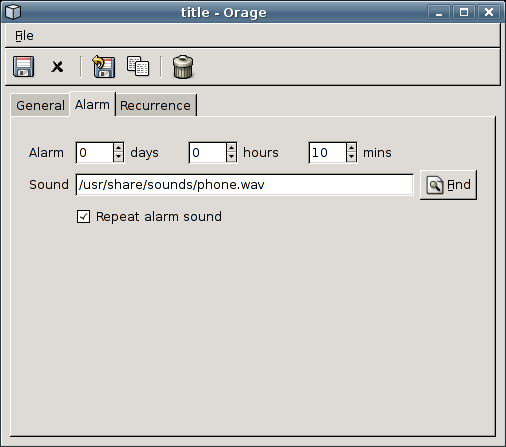 title - Orage
File
General Alarm Recurrence
Alarm 0 days 0 hours 10 mins
Sound /usr/share/sounds/phone.wav Find
Repeat alarm sound